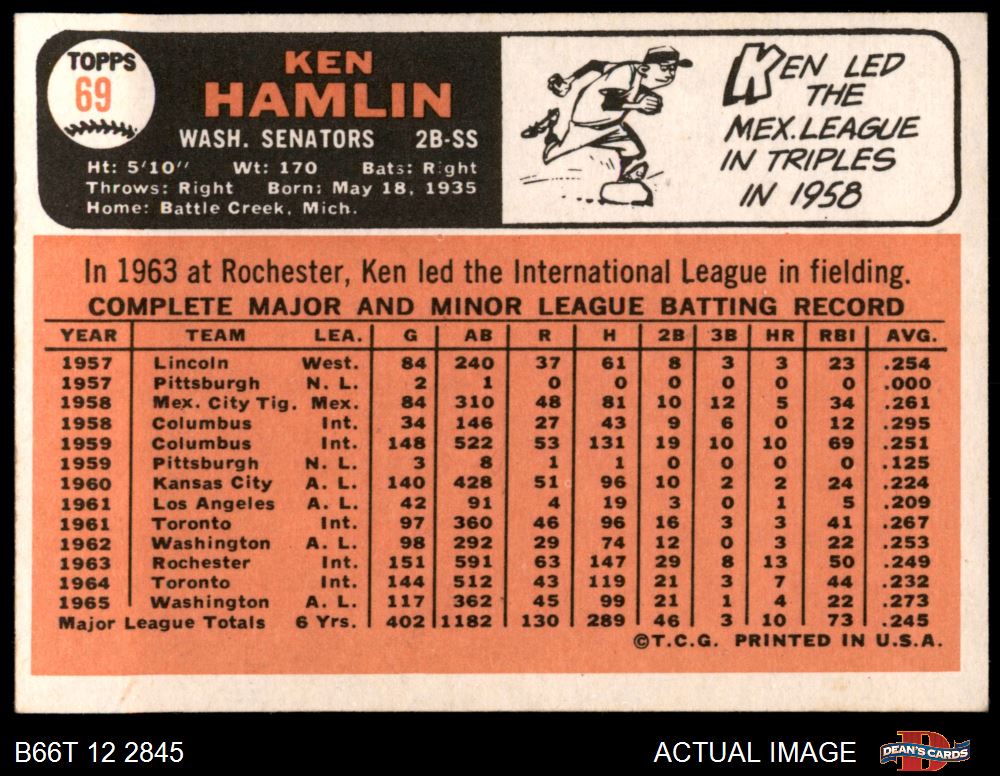 TOPPS
69
KEN
HAMLIN
WASH. SENATORS 2B-SS
Ht: 5'10" Wt: 170 Bats: Right
Throws: Right Born: May 18, 1935
Home: Battle Creek, Mich.
KEN LED
THE
MEX. LEAGUE
IN TRIPLES
IN 1958
In 1963 at Rochester, Ken led the International League in fielding.
COMPLETE MAJOR AND MINOR LEAGUE BATTING RECORD
YEAR TEAM LEA. G AB R H 2B 3B HR RBI AVG.
1957 Lincoln West. 84 240 37 61 8 3 3 23 .254
1957 Pittsburgh N. L. 2 1 0 0 0 0 0 0 .000
1958 Mex. City Tig. Mex. 84 310 48 81 10 12 5 34 .261
1958 Columbus Int. 34 146 27 43 9 6 0 12 .295
1959 Columbus Int. 148 522 53 131 19 10 10 69 .251
1959 Pittsburgh N. L. 3 8 1 1 0 0 0 0 .125
1960 Kansas City A. L. 140 428 51 96 10 2 2 24 .224
1961 Los Angeles A. L. 42 91 4 19 3 0 1 5 .209
1961 Toronto Int. 97 360 46 96 16 3 3 41 .267
1962 Washington A. L. 98 292 29 74 12 0 3 22 .253
1963 Rochester Int. 151 591 63 147 29 8 13 50 .249
1964 Toronto Int. 144 512 43 119 21 3 7 44 .232
1965 Washington A. L. 117 362 45 99 21 1 4 22 .273
Major League Totals 6 Yrs. 402 1182 130 289 46 3 10 73 .245
©T.C.G. PRINTED IN U.S.A.
B66T 12 2845
ACTUAL IMAGE
D
DEAN'S CARDS